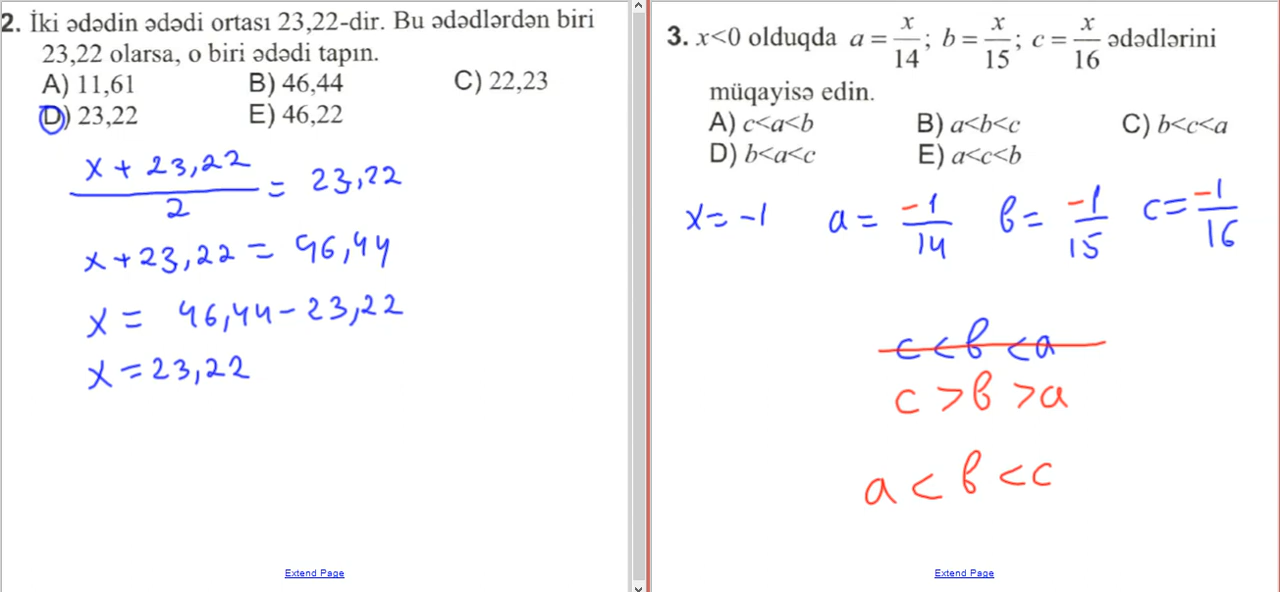 2. İki ədədin ədədi ortası 23,22-dir. Bu ədədlərdən biri
23,22 olarsa, o biri ədədi tapın.
A) 11,61 B) 46,44 C) 22,23
D) 23,22 E) 46,22
x + 23,22 / 2 = 23,22
x + 23,22 = 46,44
x = 46,44 - 23,22
x = 23,22
Extend Page
3. x<0 olduqda a = x/14; b = x/15; c = x/16 ədədlərini
müqayisə edin.
A) c<a<b B) a<b<c C) b<c<a
D) b<a<c E) a<c<b
x = -1 a = -1/14 b = -1/15 c = -1/16
c < b < a
c > b > a
a < b < c
Extend Page